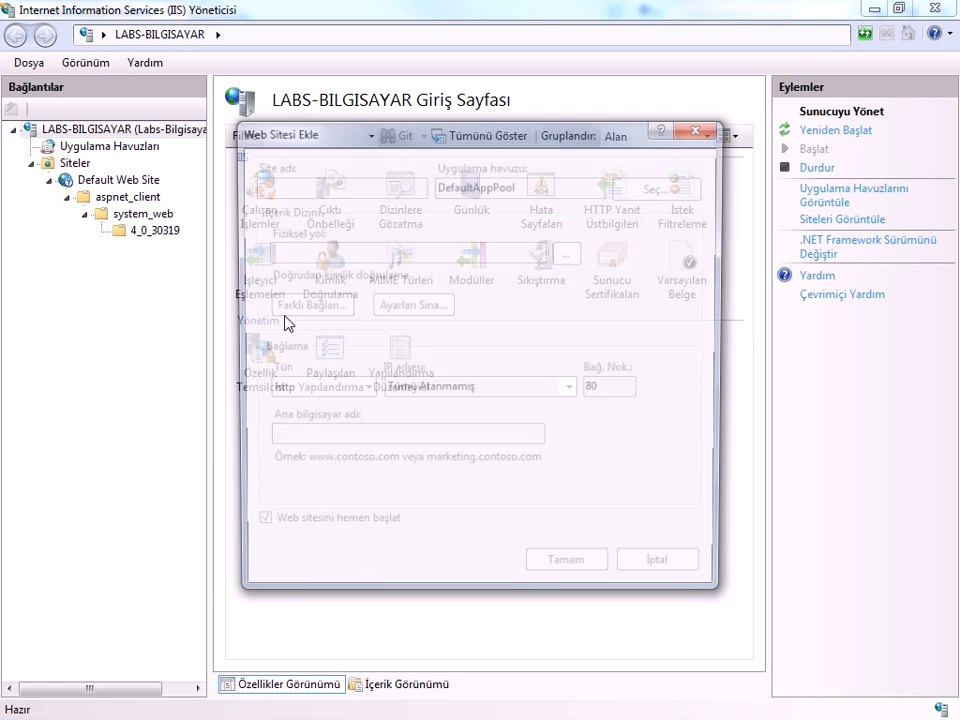 Internet Information Services (IIS) Yöneticisi
LABS-BILGISAYAR
Dosya Görünüm Yardım
Bağlantılar
LABS-BILGISAYAR (Labs-Bilgisaya
Uygulama Havuzları
Siteler
Default Web Site
aspnet_client
system_web
4_0_30319
LABS-BILGISAYAR Giriş Sayfası
Web Sitesi Ekle
Git
Tümünü Göster
Gruplandır:
Alan
IIS
Site adı:
Uygulama havuzu:
DefaultAppPool
Seç...
Çalışan İşlemler
Çıktı Önbelleği
Dizinlere Gözatma
Günlük
Hata Sayfaları
HTTP Yanıt Üstbilgileri
İstek Filtreleme
İçerik Dizini
Fiziksel yol:
...
İşleyici Eşlemeleri
Kimlik Doğrulama
MIME Türleri
Modüller
Sıkıştırma
Sunucu Sertifikaları
Varsayılan Belge
Doğrudan kimlik doğrulama
Farklı Bağlan...
Ayarları Sına...
Yönetim
Bağlama
Özellik Temsilcisi
Paylaşılan Yapılandırma
Yapılandırma Düzenleyici
Tür:
IP adresi:
Bağ. Nok.:
http
Tümü Atanmamış
80
Ana bilgisayar adı:
Örnek: www.contoso.com veya marketing.contoso.com
Web sitesini hemen başlat
Tamam
İptal
Özellikler Görünümü
İçerik Görünümü
Eylemler
Sunucuyu Yönet
Yeniden Başlat
Başlat
Durdur
Uygulama Havuzlarını
Görüntüle
Siteleri Görüntüle
.NET Framework Sürümünü
Değiştir
Yardım
Çevrimiçi Yardım
Hazır